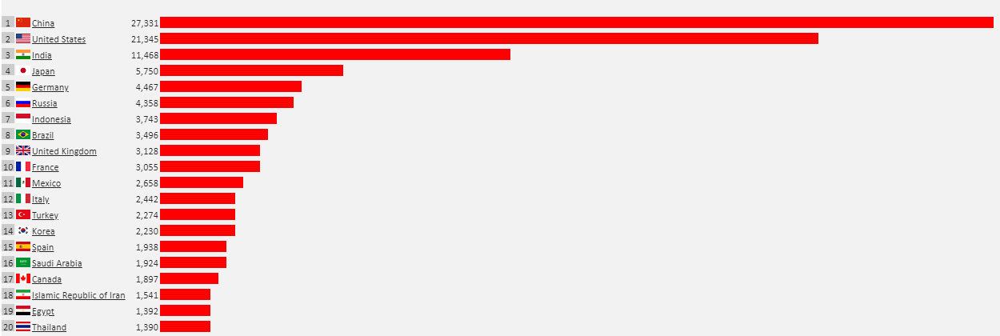 1 China 27,331
2 United States 21,345
3 India 11,468
4 Japan 5,750
5 Germany 4,467
6 Russia 4,358
7 Indonesia 3,743
8 Brazil 3,496
9 United Kingdom 3,128
10 France 3,055
11 Mexico 2,658
12 Italy 2,442
13 Turkey 2,274
14 Korea 2,230
15 Spain 1,938
16 Saudi Arabia 1,924
17 Canada 1,897
18 Islamic Republic of Iran 1,541
19 Egypt 1,392
20 Thailand 1,390